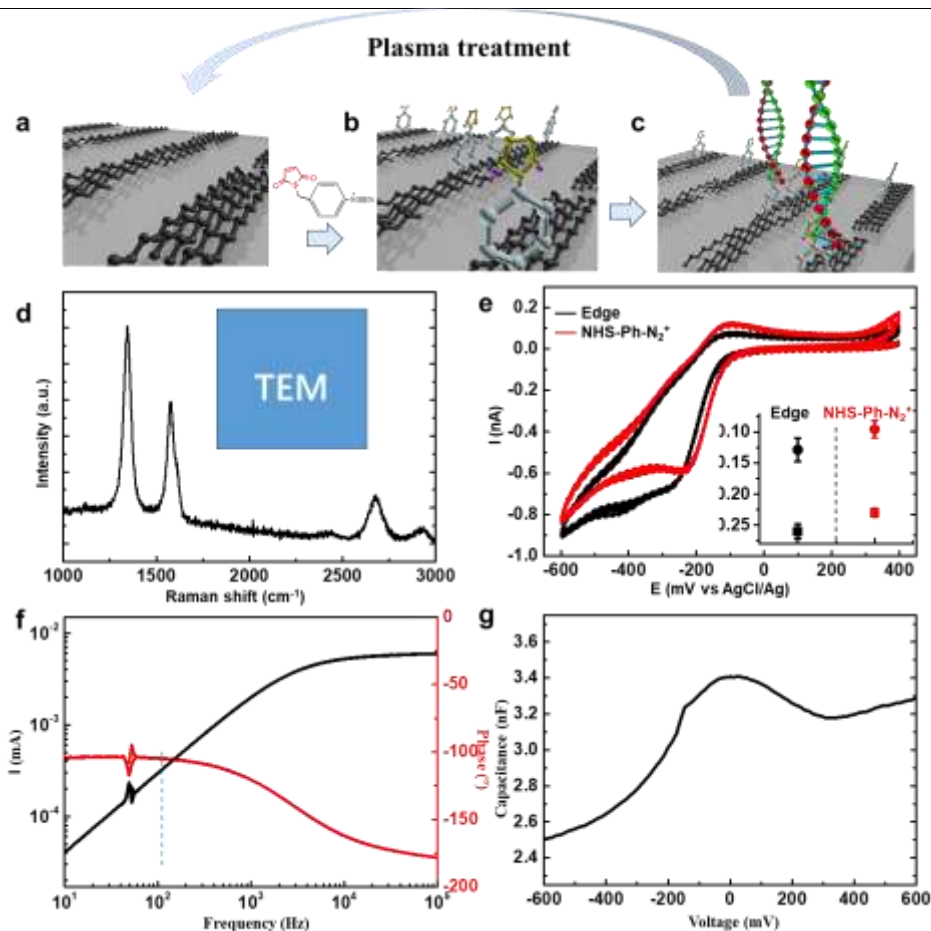 Plasma treatment
a
b
c
d
TEM
Intensity (a.u.)
1000 1500 2000 2500 3000
Raman shift (cm⁻¹)
e
Edge
NHS-Ph-N₂⁺
0.2
0.0
-0.2
-0.4
-0.6
-0.8
-1.0
I (nA)
Edge NHS-Ph-N₂⁺
0.10
0.15
0.20
0.25
-600 -400 -200 0 200 400
E (mV vs AgCl/Ag)
f
10⁻²
10⁻³
10⁻⁴
I (mA)
0
-50
-100
-150
-200
Phase (°)
10¹ 10² 10³ 10⁴ 10⁵
Frequency (Hz)
g
3.6
3.4
3.2
3.0
2.8
2.6
2.4
Capacitance (nF)
-600 -400 -200 0 200 400 600
Voltage (mV)